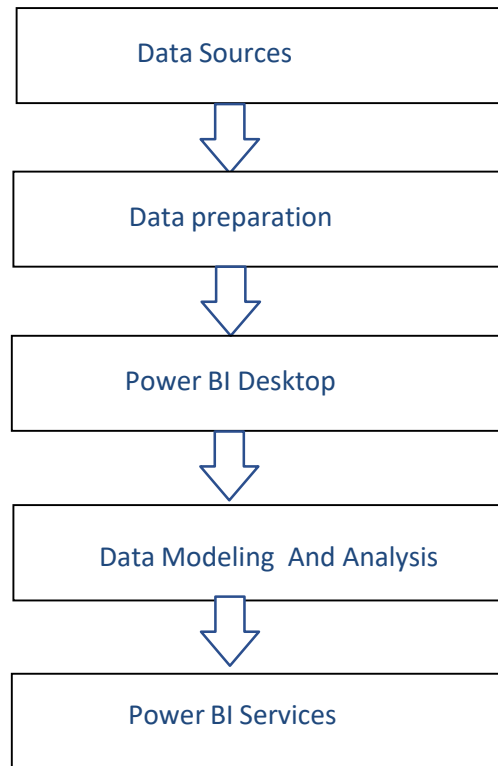 Data Sources
Data preparation
Power BI Desktop
Data Modeling  And Analysis
Power BI Services